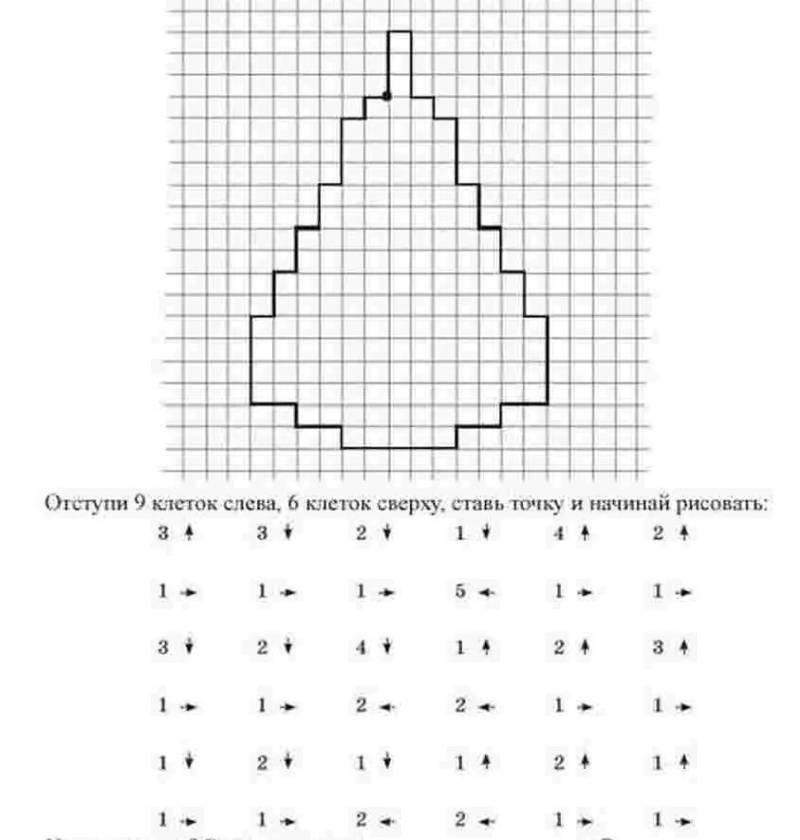 Отступи 9 клеток слева, 6 клеток сверху, ставь точку и начинай рисовать:
3 ↑ 3 ↓ 2 ↓ 1 ↓ 4 ↑ 2 ↑
1 → 1 → 1 → 5 ← 1 → 1 →
3 ↓ 2 ↓ 4 ↓ 1 ↑ 2 ↑ 3 ↑
1 → 1 → 2 ← 2 ← 1 → 1 →
1 ↓ 2 ↓ 1 ↓ 1 ↑ 2 ↑ 1 ↑
1 → 1 → 2 ← 2 ← 1 → 1 →